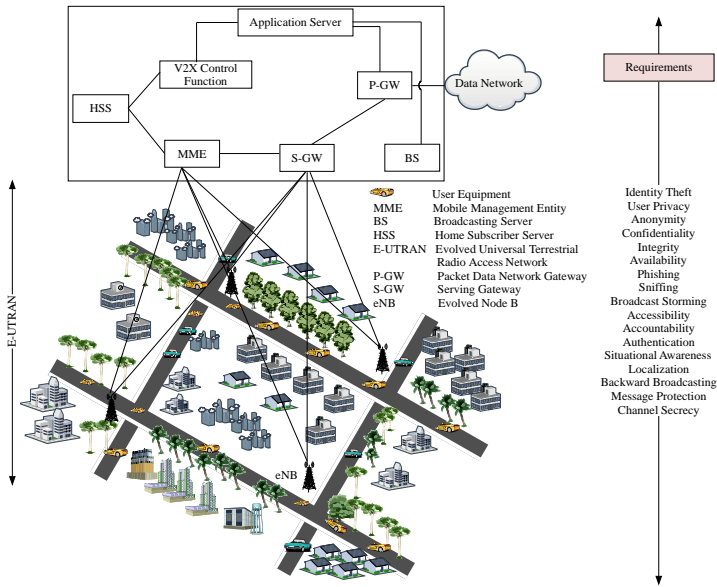 Application Server
V2X Control
Function
P-GW
Data Network
HSS
MME
S-GW
BS
Requirements
User Equipment
MME Mobile Management Entity
BS Broadcasting Server
HSS Home Subscriber Server
E-UTRAN Evolved Universal Terrestrial
Radio Access Network
P-GW Packet Data Network Gateway
S-GW Serving Gateway
eNB Evolved Node B
E-UTRAN
eNB
Identity Theft
User Privacy
Anonymity
Confidentiality
Integrity
Availability
Phishing
Sniffing
Broadcast Storming
Accessibility
Accountability
Authentication
Situational Awareness
Localization
Backward Broadcasting
Message Protection
Channel Secrecy